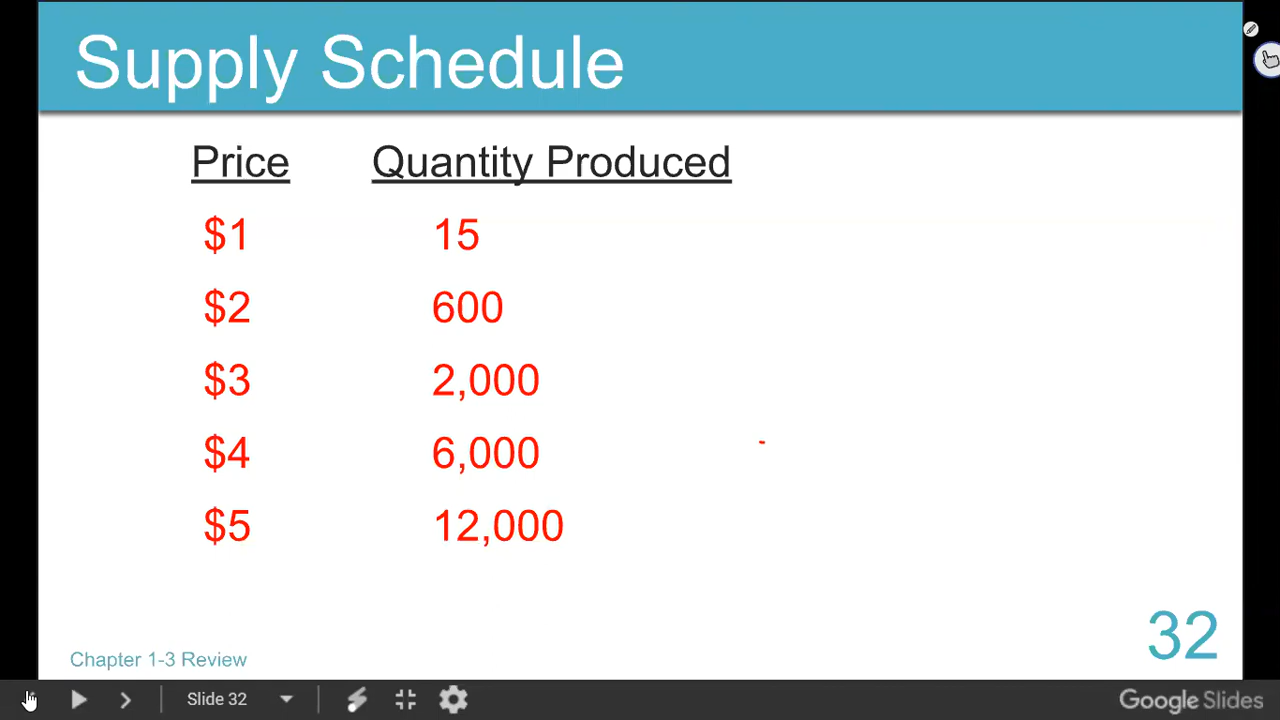 Supply Schedule
Price Quantity Produced
$1 15
$2 600
$3 2,000
$4 6,000
$5 12,000
32
Chapter 1-3 Review
Slide 32
Google Slides